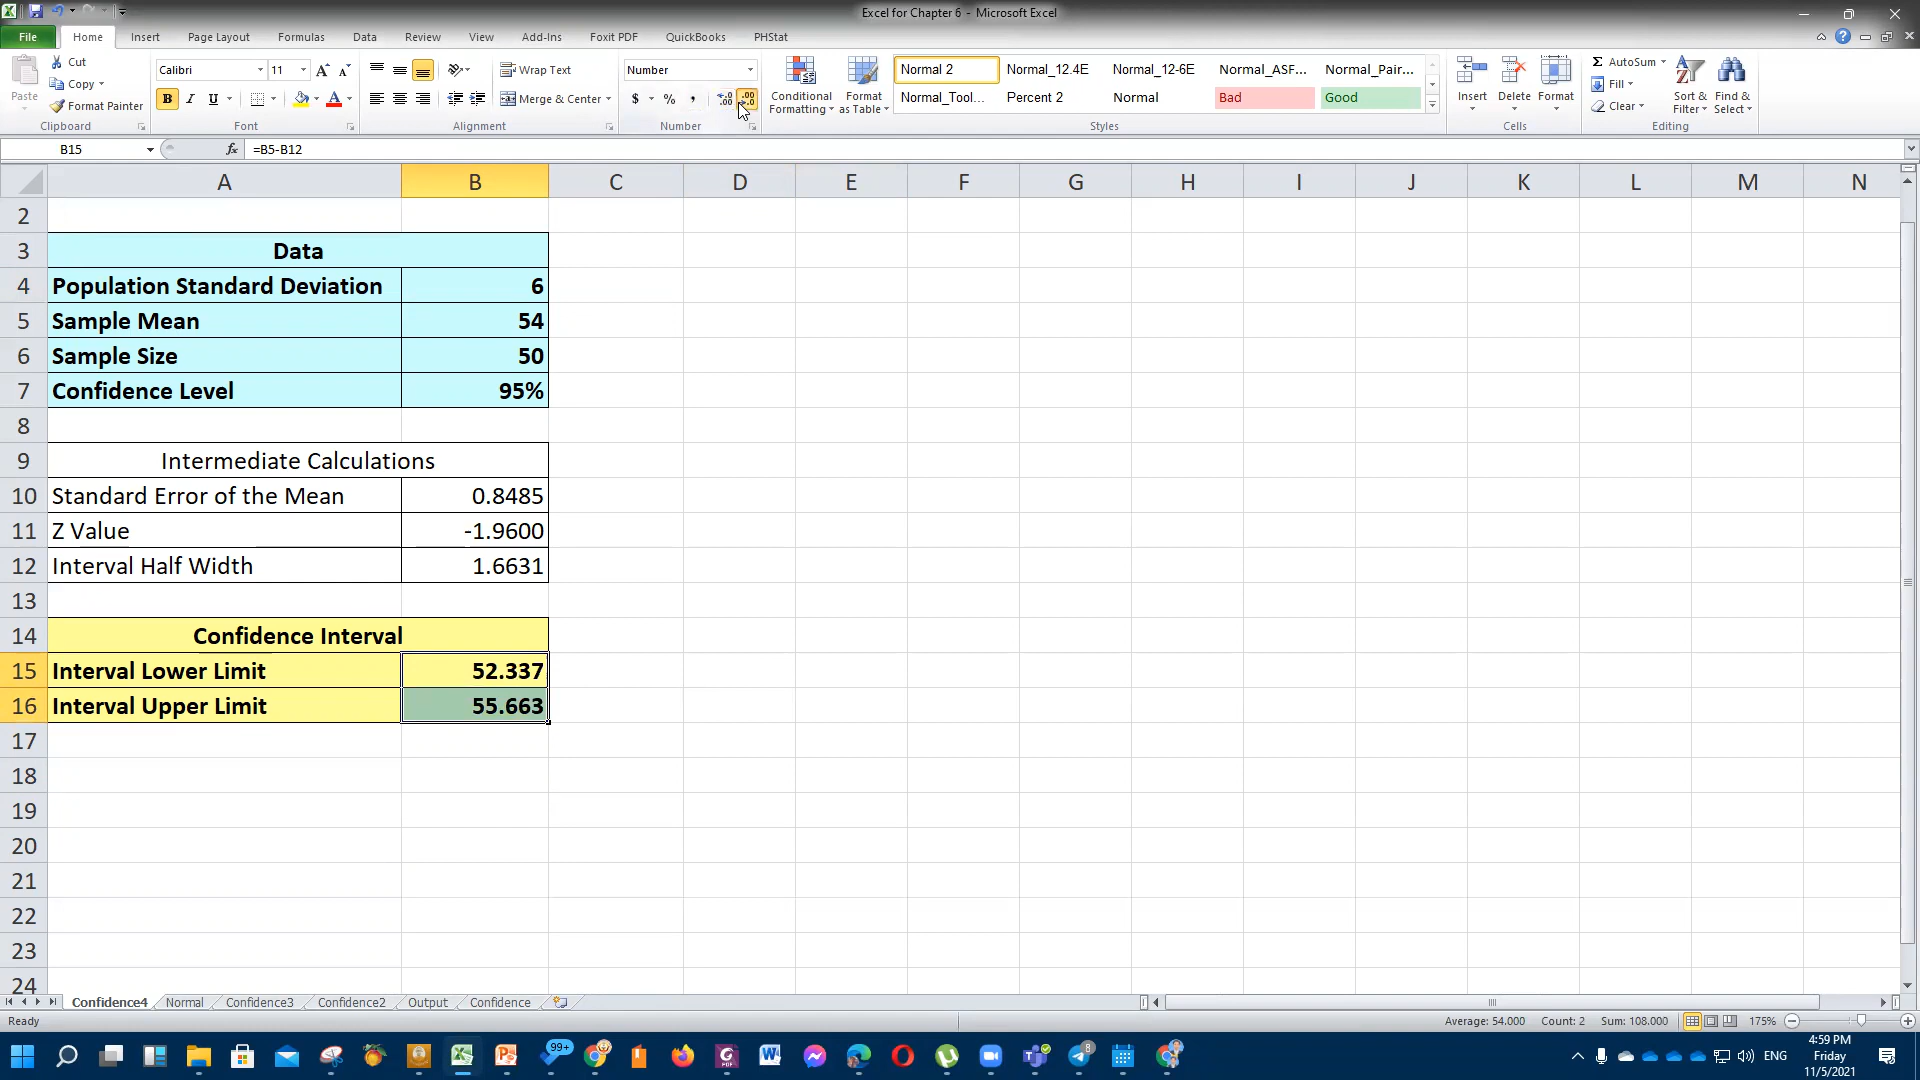 Excel for Chapter 6 - Microsoft Excel
File Home Insert Page Layout Formulas Data Review View Add-Ins Foxit PDF QuickBooks PHStat
Paste Cut Copy Format Painter Clipboard
Calibri 11 B I U Font
Wrap Text Merge & Center Alignment
Number $ % , .0 .00 .00 .0 Number
Conditional Formatting Format as Table
Normal 2 Normal_12.4E Normal_12-6E Normal_ASF... Normal_Pair...
Normal_Tool... Percent 2 Normal Bad Good
Styles
Insert Delete Format Cells
Σ AutoSum Fill Clear Sort & Filter Find & Select Editing
B15 fx =B5-B12
A B C D E F G H I J K L M N
2
3 Data
4 Population Standard Deviation 6
5 Sample Mean 54
6 Sample Size 50
7 Confidence Level 95%
8
9 Intermediate Calculations
10 Standard Error of the Mean 0.8485
11 Z Value -1.9600
12 Interval Half Width 1.6631
13
14 Confidence Interval
15 Interval Lower Limit 52.337
16 Interval Upper Limit 55.663
17
18
19
20
21
22
23
24
Confidence4 Normal Confidence3 Confidence2 Output Confidence
Ready Average: 54.000 Count: 2 Sum: 108.000 175%
99+ 8 ENG
4:59 PM
Friday
11/5/2021